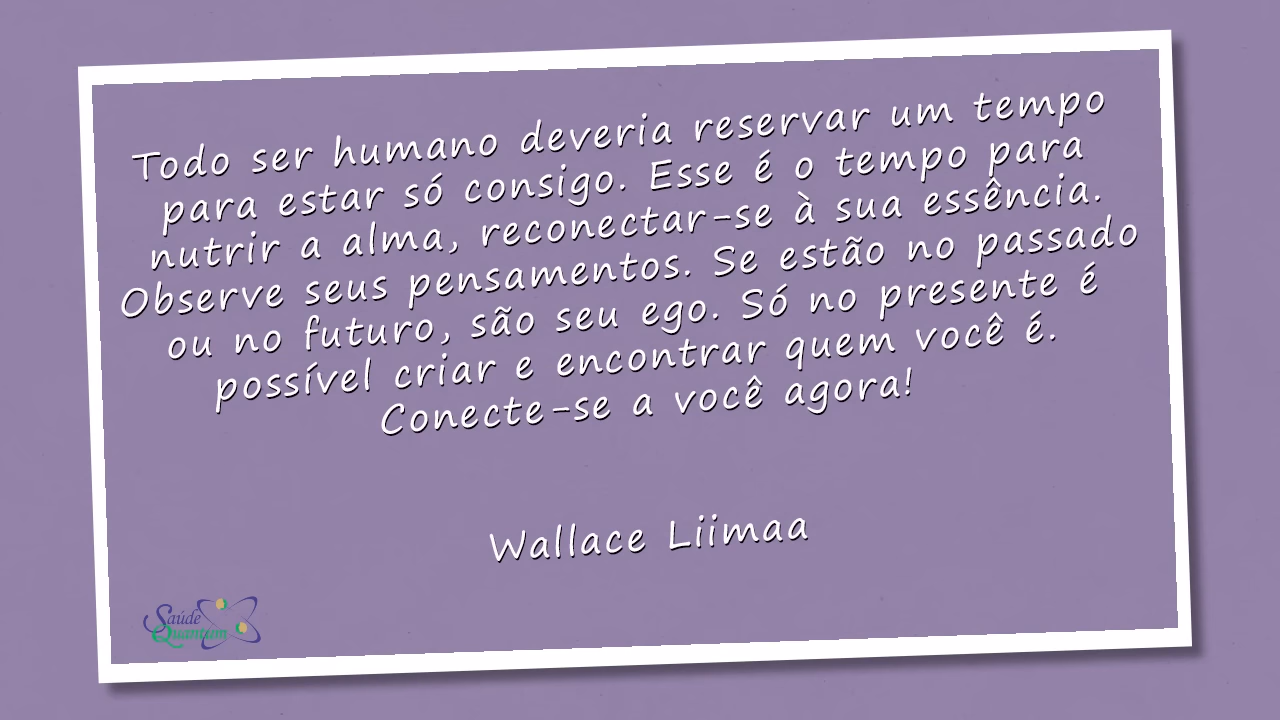 Todo ser humano deveria reservar um tempo
para estar só consigo. Esse é o tempo para
nutrir a alma, reconectar-se à sua essência.
Observe seus pensamentos. Se estão no passado
ou no futuro, são seu ego. Só no presente é
possível criar e encontrar quem você é.
Conecte-se a você agora!
Wallace Liimaa
Saúde
Quantum